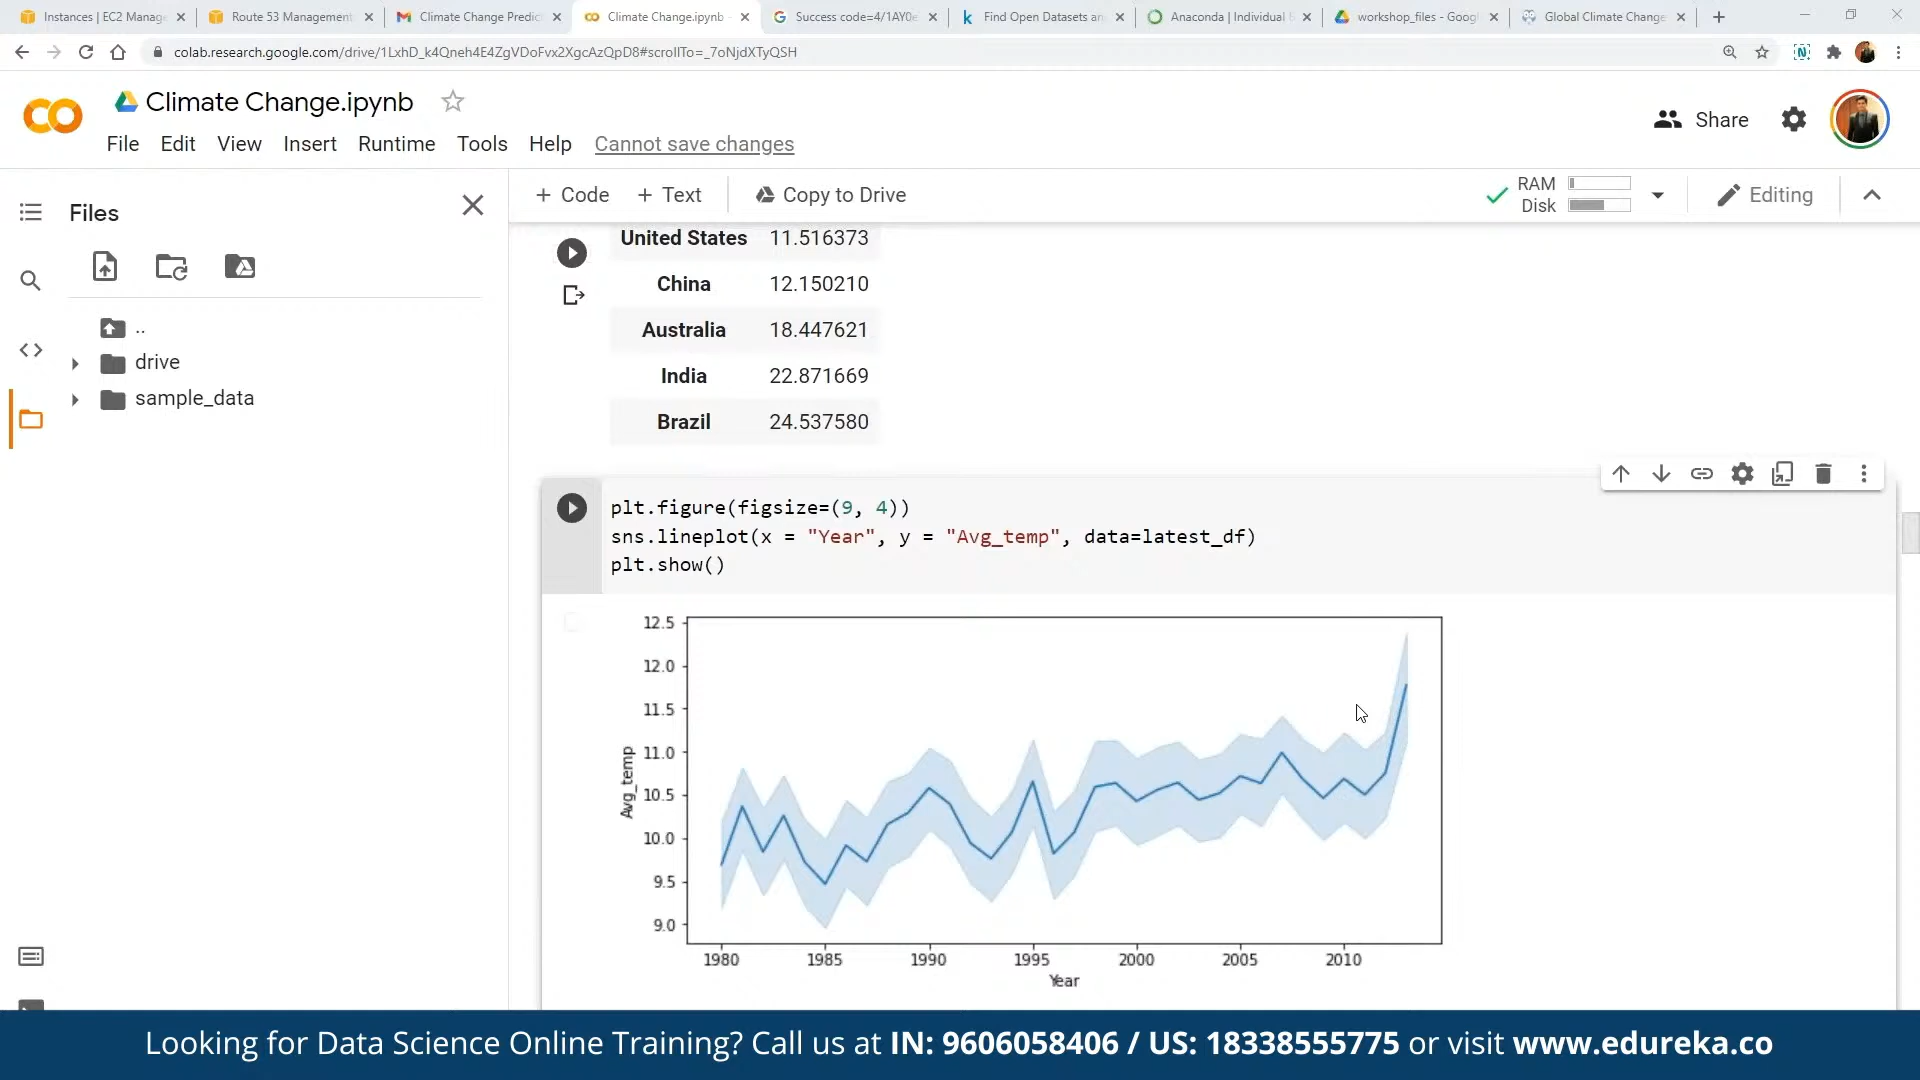 Instances | EC2 Manage
Route 53 Management
Climate Change Predic
Climate Change.ipynb -
Success code=4/1AY0e
Find Open Datasets an
Anaconda | Individual E
workshop_files - Googl
Global Climate Change
colab.research.google.com/drive/1LxhD_k4Qneh4E4ZgVDoFvx2XgcAzQpD8#scrollTo=_7oNjdXTyQSH
CO
Climate Change.ipynb
Share
File Edit View Insert Runtime Tools Help Cannot save changes
Files
+ Code + Text Copy to Drive
RAM
Disk
Editing
..
drive
sample_data
United States 11.516373
China 12.150210
Australia 18.447621
India 22.871669
Brazil 24.537580
plt.figure(figsize=(9, 4))
sns.lineplot(x = "Year", y = "Avg_temp", data=latest_df)
plt.show()
12.5
12.0
11.5
11.0
10.5
10.0
9.5
9.0
Avg_temp
1980 1985 1990 1995 2000 2005 2010
Year
Looking for Data Science Online Training? Call us at IN: 9606058406 / US: 18338555775 or visit www.edureka.co